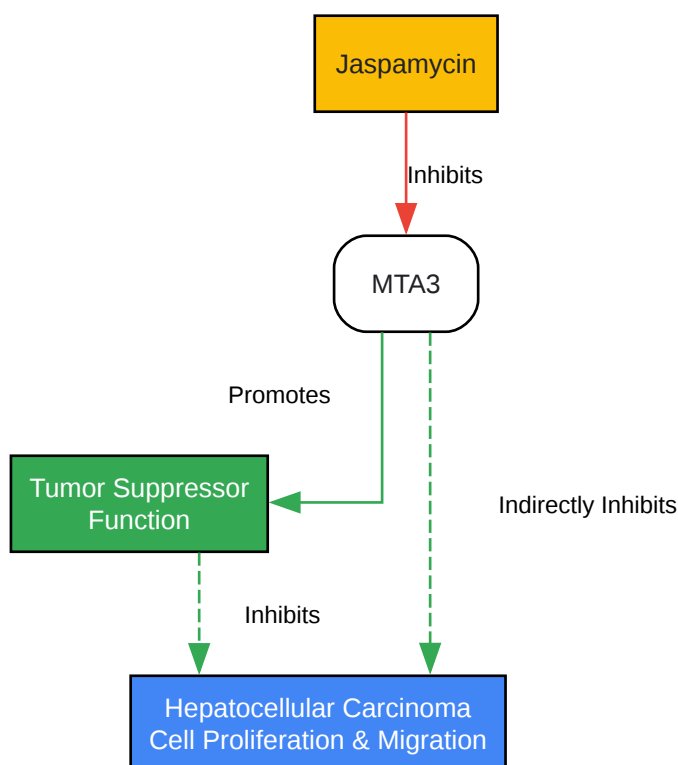 Jaspamycin
Inhibits
MTA3
Promotes
Tumor Suppressor
Function
Indirectly Inhibits
Inhibits
Hepatocellular Carcinoma
Cell Proliferation & Migration